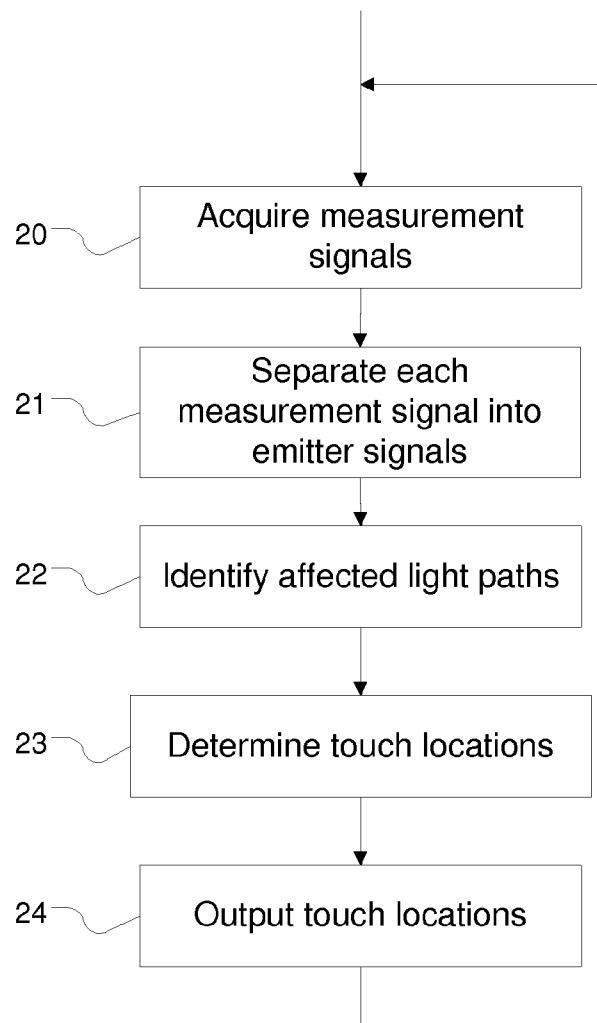 20
Acquire measurement
signals
21
Separate each
measurement signal into
emitter signals
22
Identify affected light paths
23
Determine touch locations
24
Output touch locations